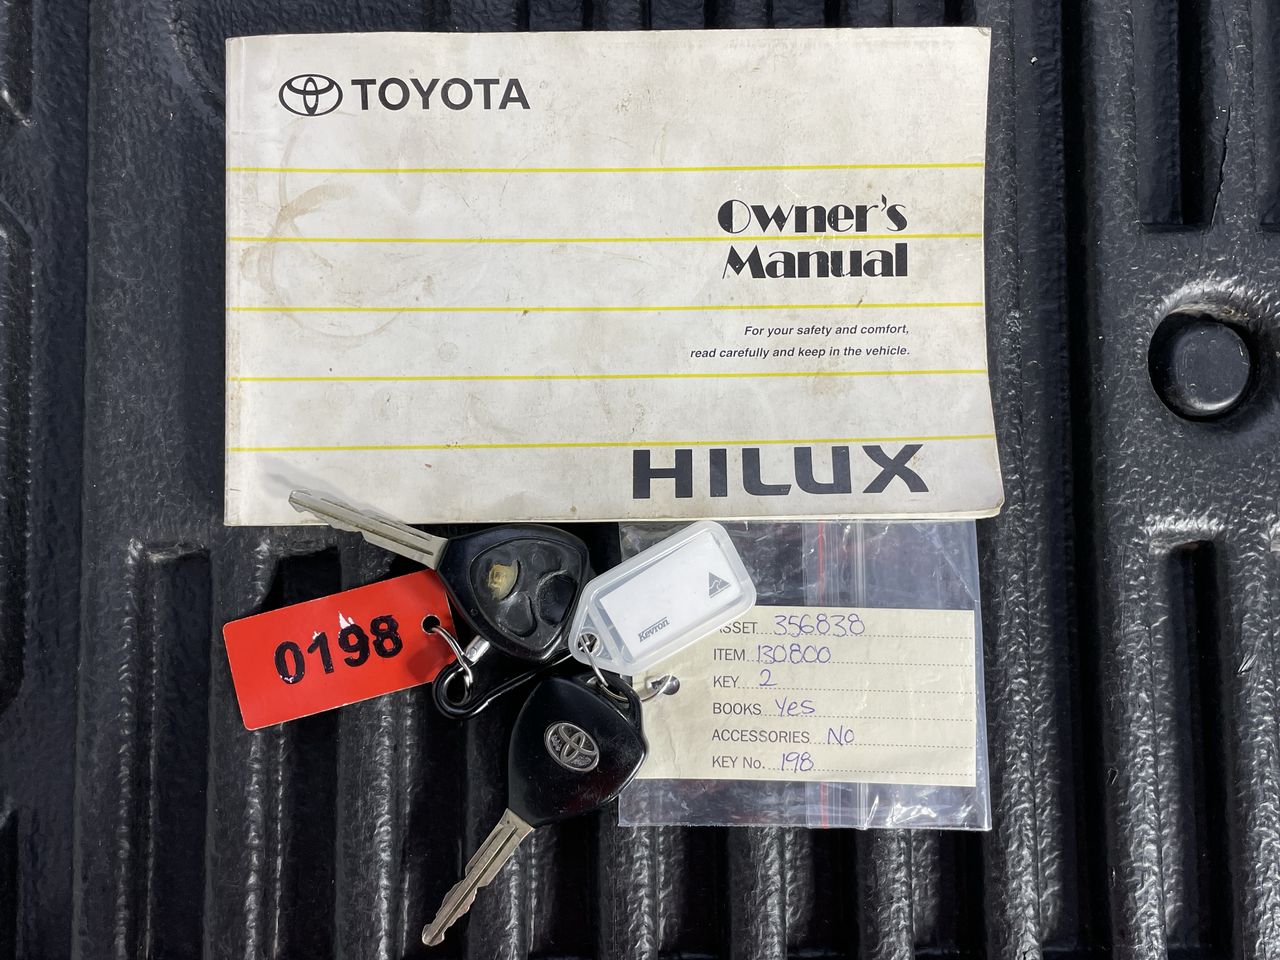 TOYOTA
Owner's
Manual
For your safety and comfort,
read carefully and keep in the vehicle.
HILUX
0198
Kevron
ASSET 356838
ITEM 130800
KEY 2
BOOKS Yes
ACCESSORIES No
KEY No. 198